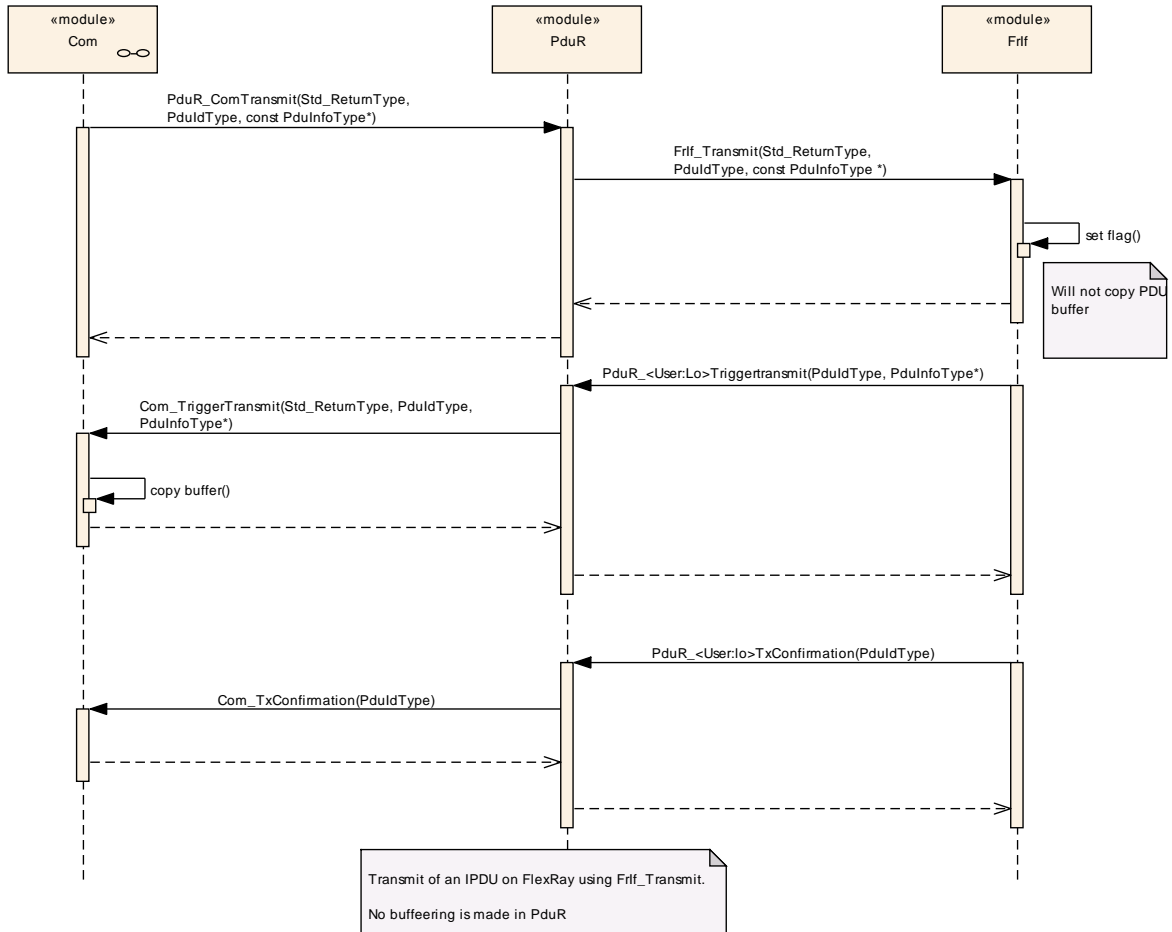 «module»
Com
«module»
PduR
«module»
FrIf
PduR_ComTransmit(Std_ReturnType,
PduIdType, const PduInfoType*)
FrIf_Transmit(Std_ReturnType,
PduIdType, const PduInfoType *)
set flag()
Will not copy PDU
buffer
PduR_<User:Lo>Triggertransmit(PduIdType, PduInfoType*)
Com_TriggerTransmit(Std_ReturnType, PduIdType,
PduInfoType*)
copy buffer()
PduR_<User:lo>TxConfirmation(PduIdType)
Com_TxConfirmation(PduIdType)
Transmit of an IPDU on FlexRay using FrIf_Transmit.
No buffeering is made in PduR